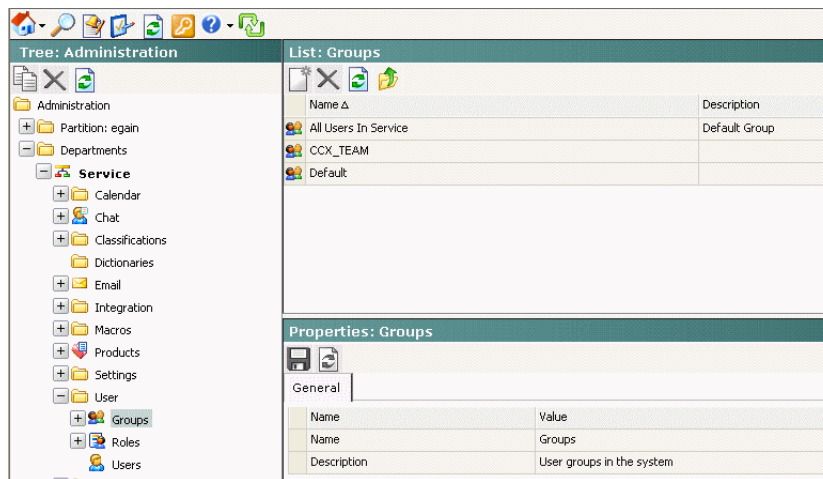 Tree: Administration
Administration
Partition: egain
Departments
Service
Calendar
Chat
Classifications
Dictionaries
Email
Integration
Macros
Products
Settings
User
Groups
Roles
Users
List: Groups
Name Description
All Users In Service Default Group
CCX_TEAM
Default
Properties: Groups
General
Name Value
Name Groups
Description User groups in the system